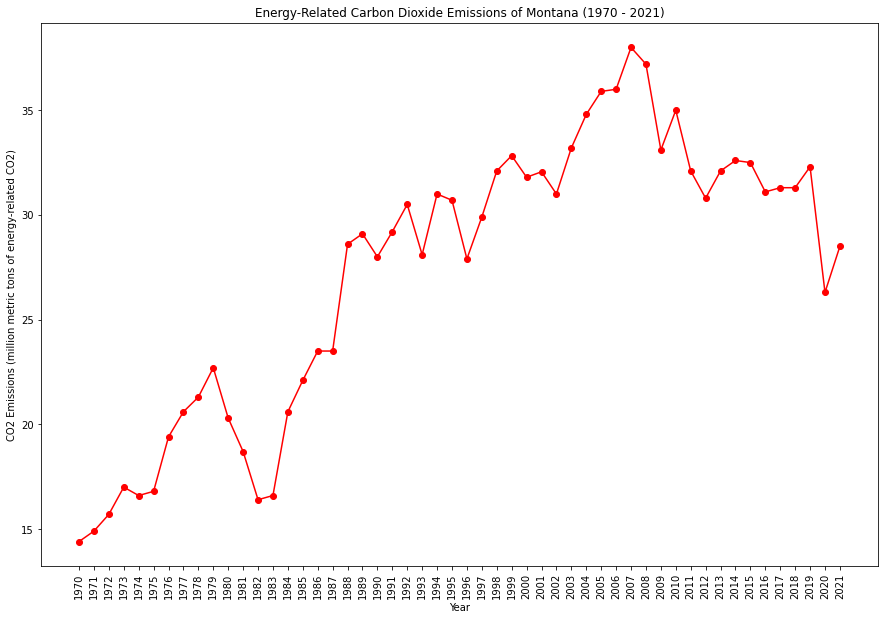 Energy-Related Carbon Dioxide Emissions of Montana (1970 - 2021)
CO2 Emissions (million metric tons of energy-related CO2)
35
30
25
20
15
1970 1971 1972 1973 1974 1975 1976 1977 1978 1979 1980 1981 1982 1983 1984 1985 1986 1987 1988 1989 1990 1991 1992 1993 1994 1995 1996 1997 1998 1999 2000 2001 2002 2003 2004 2005 2006 2007 2008 2009 2010 2011 2012 2013 2014 2015 2016 2017 2018 2019 2020 2021
Year